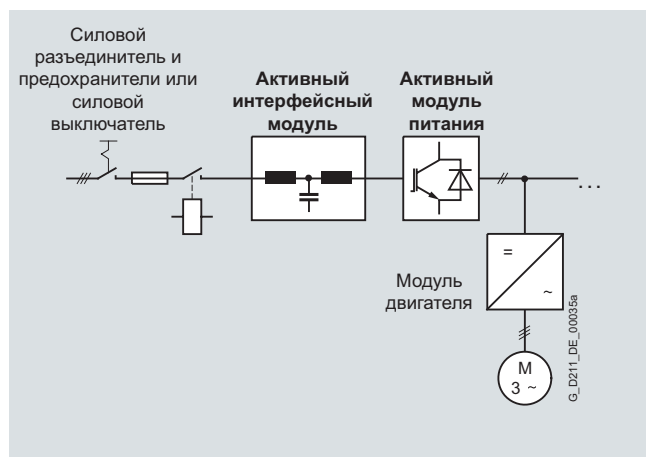 Силовой
разъединитель и
предохранители или
силовой
выключатель
Активный
интерфейсный
модуль
Активный
модуль
питания
...
=
~
Модуль
двигателя
M
3 ~
G_D211_DE_00035a